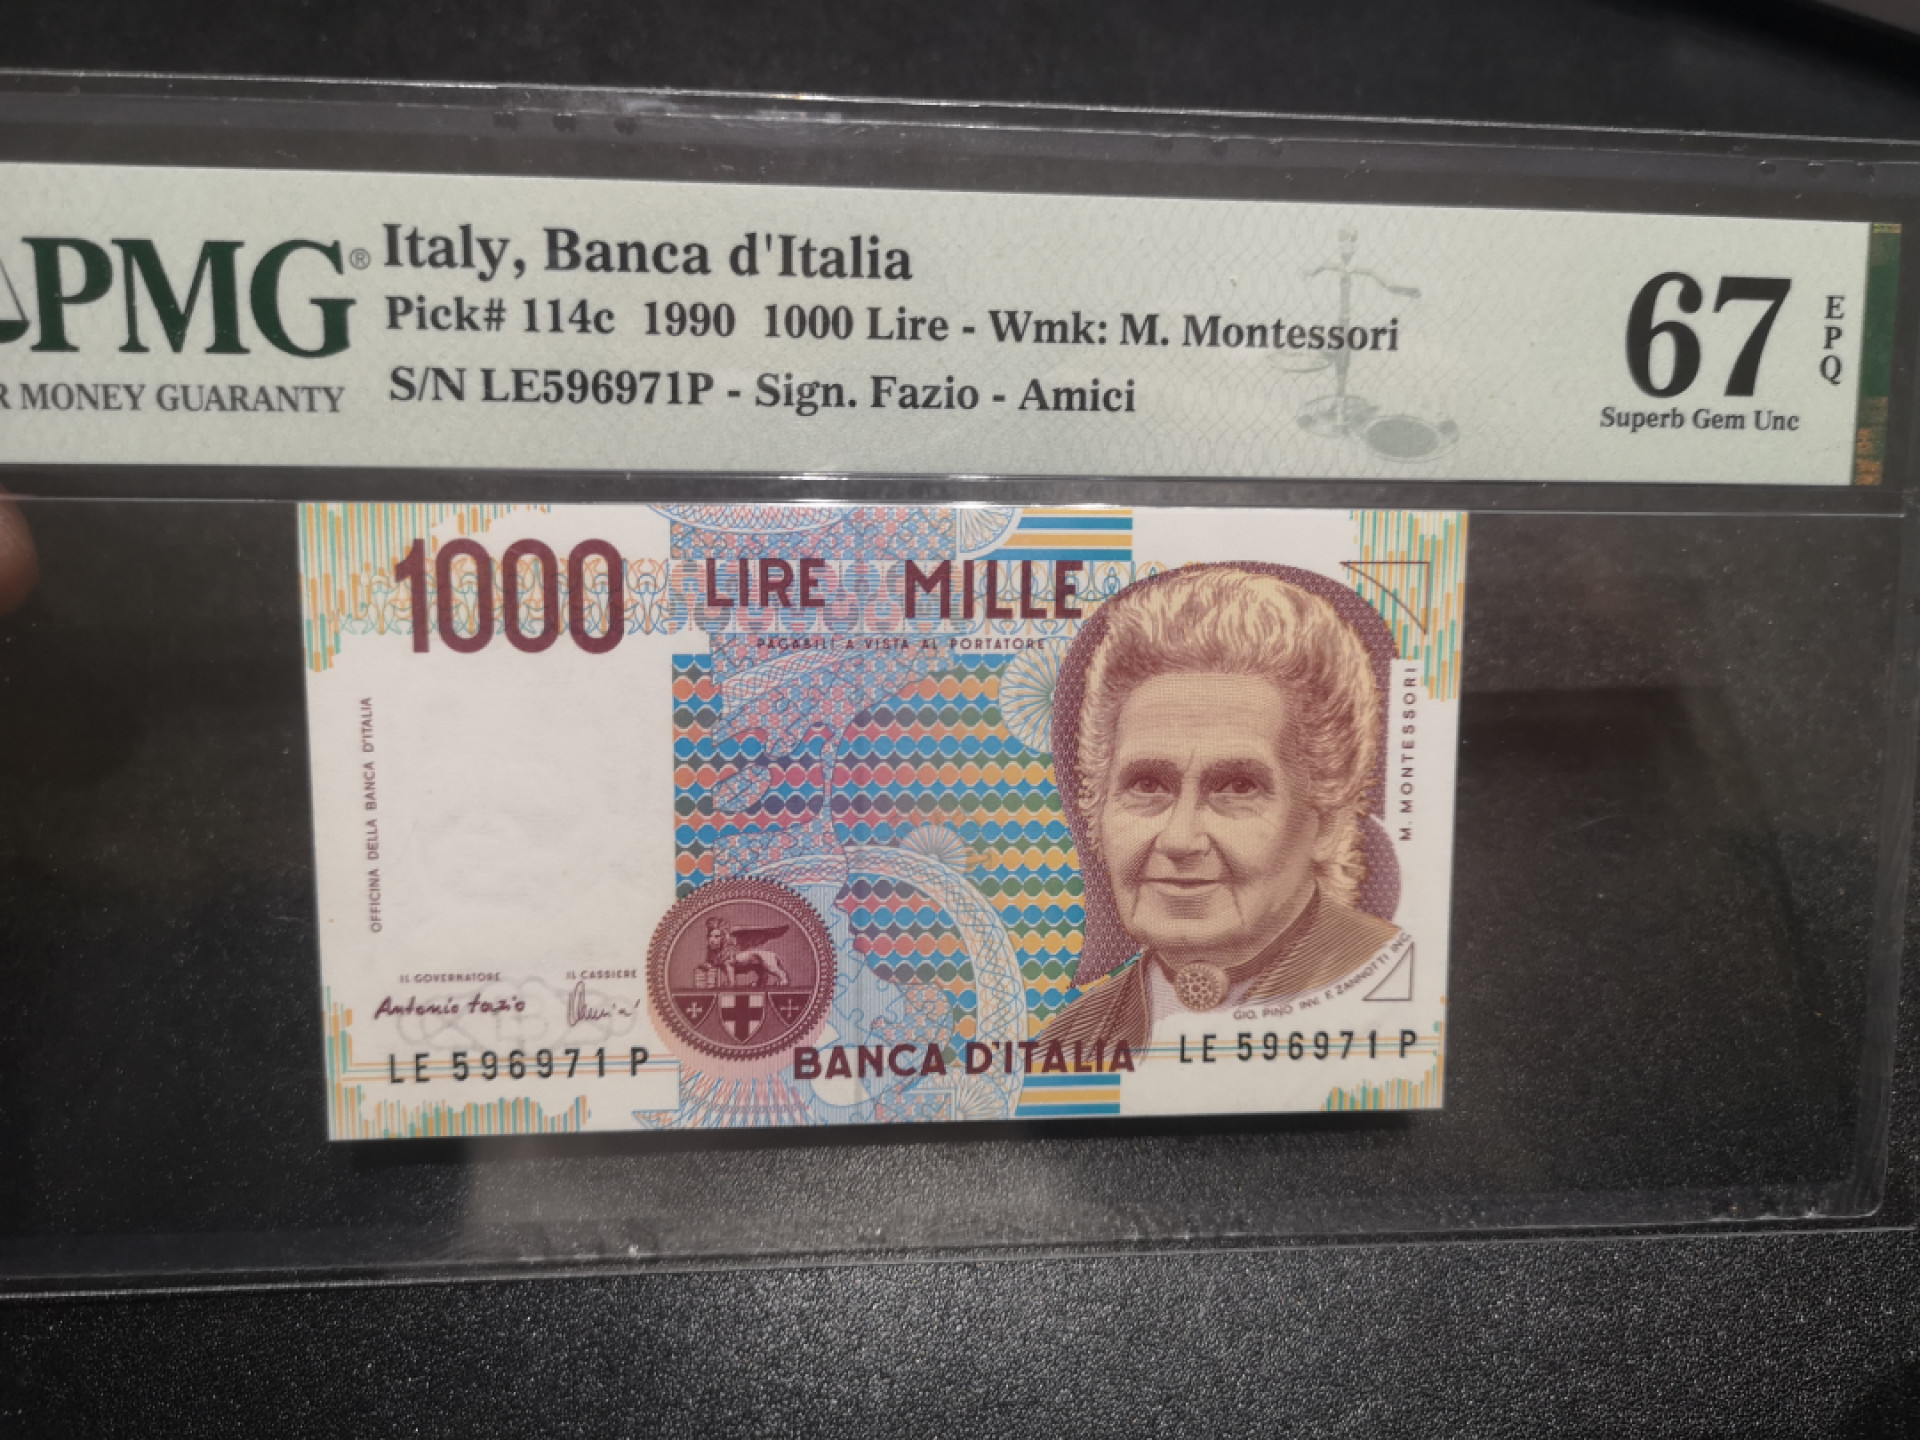 PMG®
R MONEY GUARANTY
Italy, Banca d'Italia
Pick# 114c 1990 1000 Lire - Wmk: M. Montessori
S/N LE596971P - Sign. Fazio - Amici
67
EPQ
Superb Gem Unc
1000 LIRE MILLE
PAGABILI A VISTA AL PORTATORE
OFFICINA DELLA BANCA D'ITALIA
M. MONTESSORI
IL GOVERNATORE
IL CASSIERE
Antonio Fazio
Amici
GIO. PINO INV. F. ZANNOTTI INC.
LE 596971 P
BANCA D'ITALIA
LE 596971 P